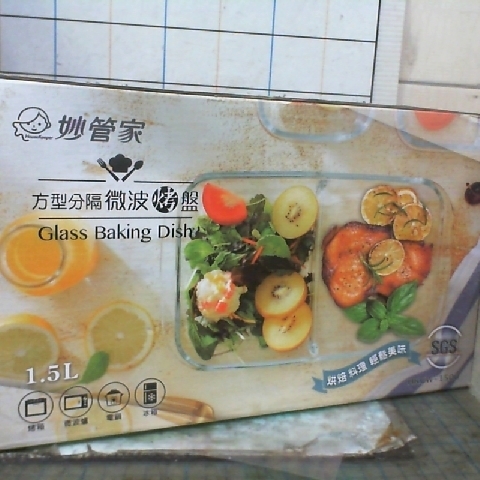 妙管家
方型分隔微波烤盤
Glass Baking Dish
1.5L
烤箱 微波爐 電鍋 冰箱
烘焙 料理 輕鬆美味
SGS